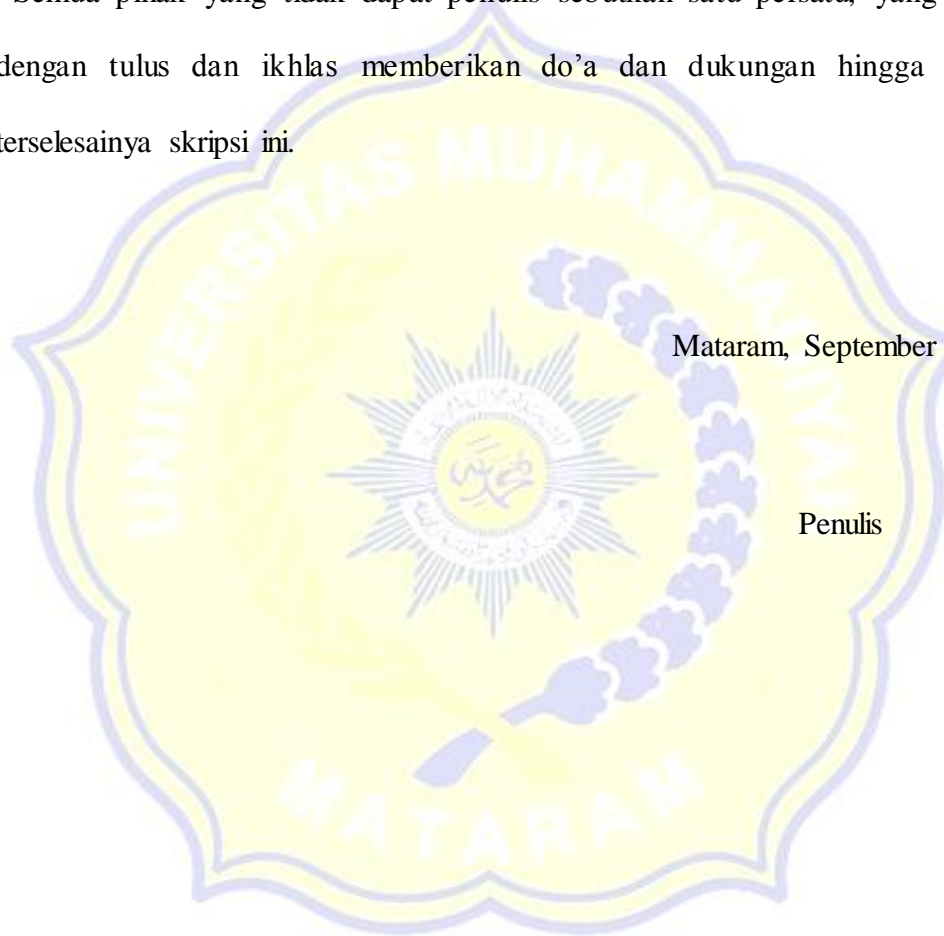 Semua pihak yang tidak dapat penulis sebutkan satu persatu, yang
dengan tulus dan ikhlas memberikan do’a dan dukungan hingga
terselesainya skripsi ini.
UNIVERSITAS MUHAMMADIYAH
Mataram, September
Penulis
MATARAM